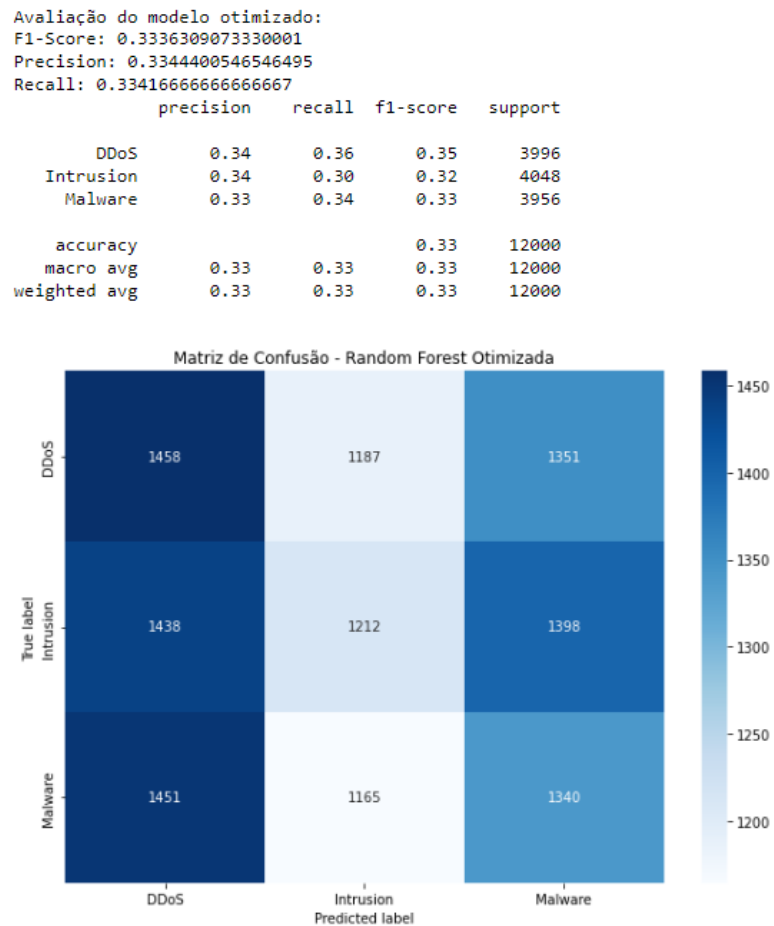 Avaliação do modelo otimizado:
F1-Score: 0.3336309073330001
Precision: 0.3344400546546495
Recall: 0.33416666666666667
precision recall f1-score support
DDoS 0.34 0.36 0.35 3996
Intrusion 0.34 0.30 0.32 4048
Malware 0.33 0.34 0.33 3956
accuracy 0.33 12000
macro avg 0.33 0.33 0.33 12000
weighted avg 0.33 0.33 0.33 12000
Matriz de Confusão - Random Forest Otimizada
DDoS 1458 1187 1351
Intrusion 1438 1212 1398
Malware 1451 1165 1340
True label
DDoS Intrusion Malware
Predicted label
1450
1400
1350
1300
1250
1200